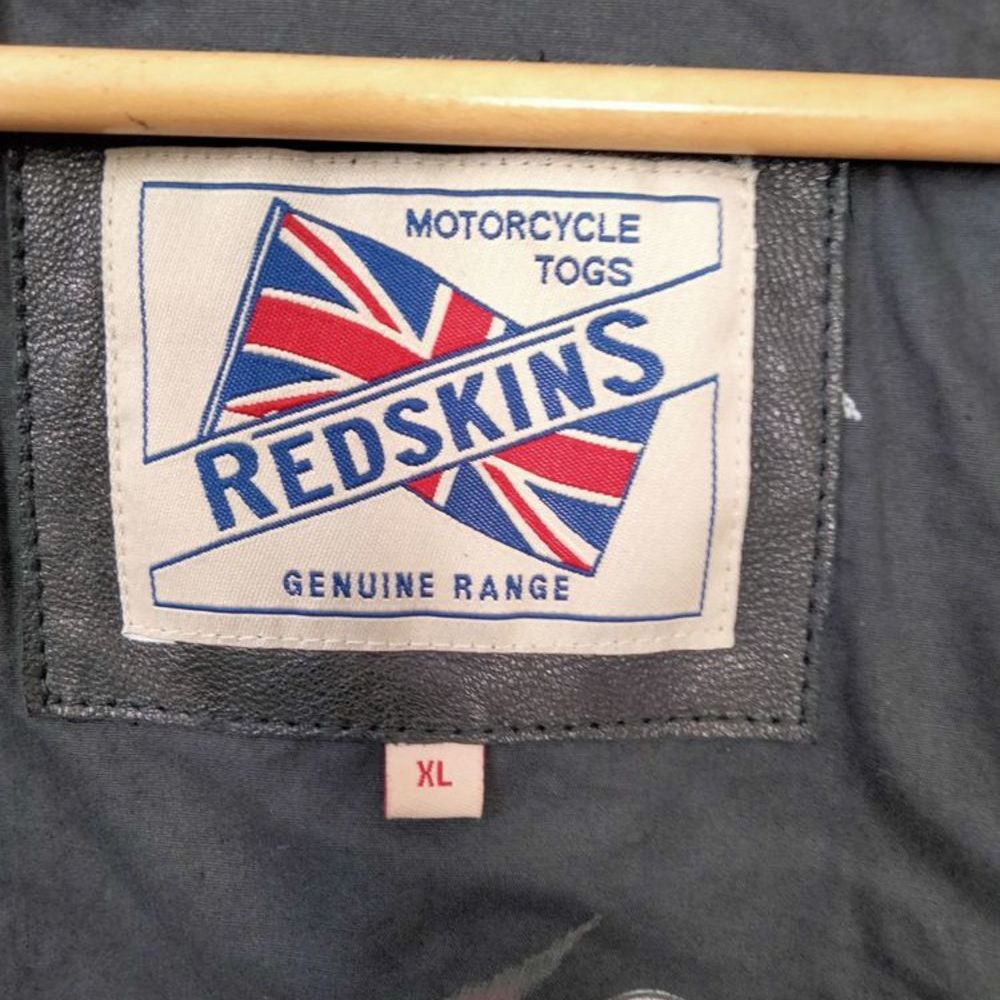 MOTORCYCLE
TOGS
REDSKINS
GENUINE RANGE
XL